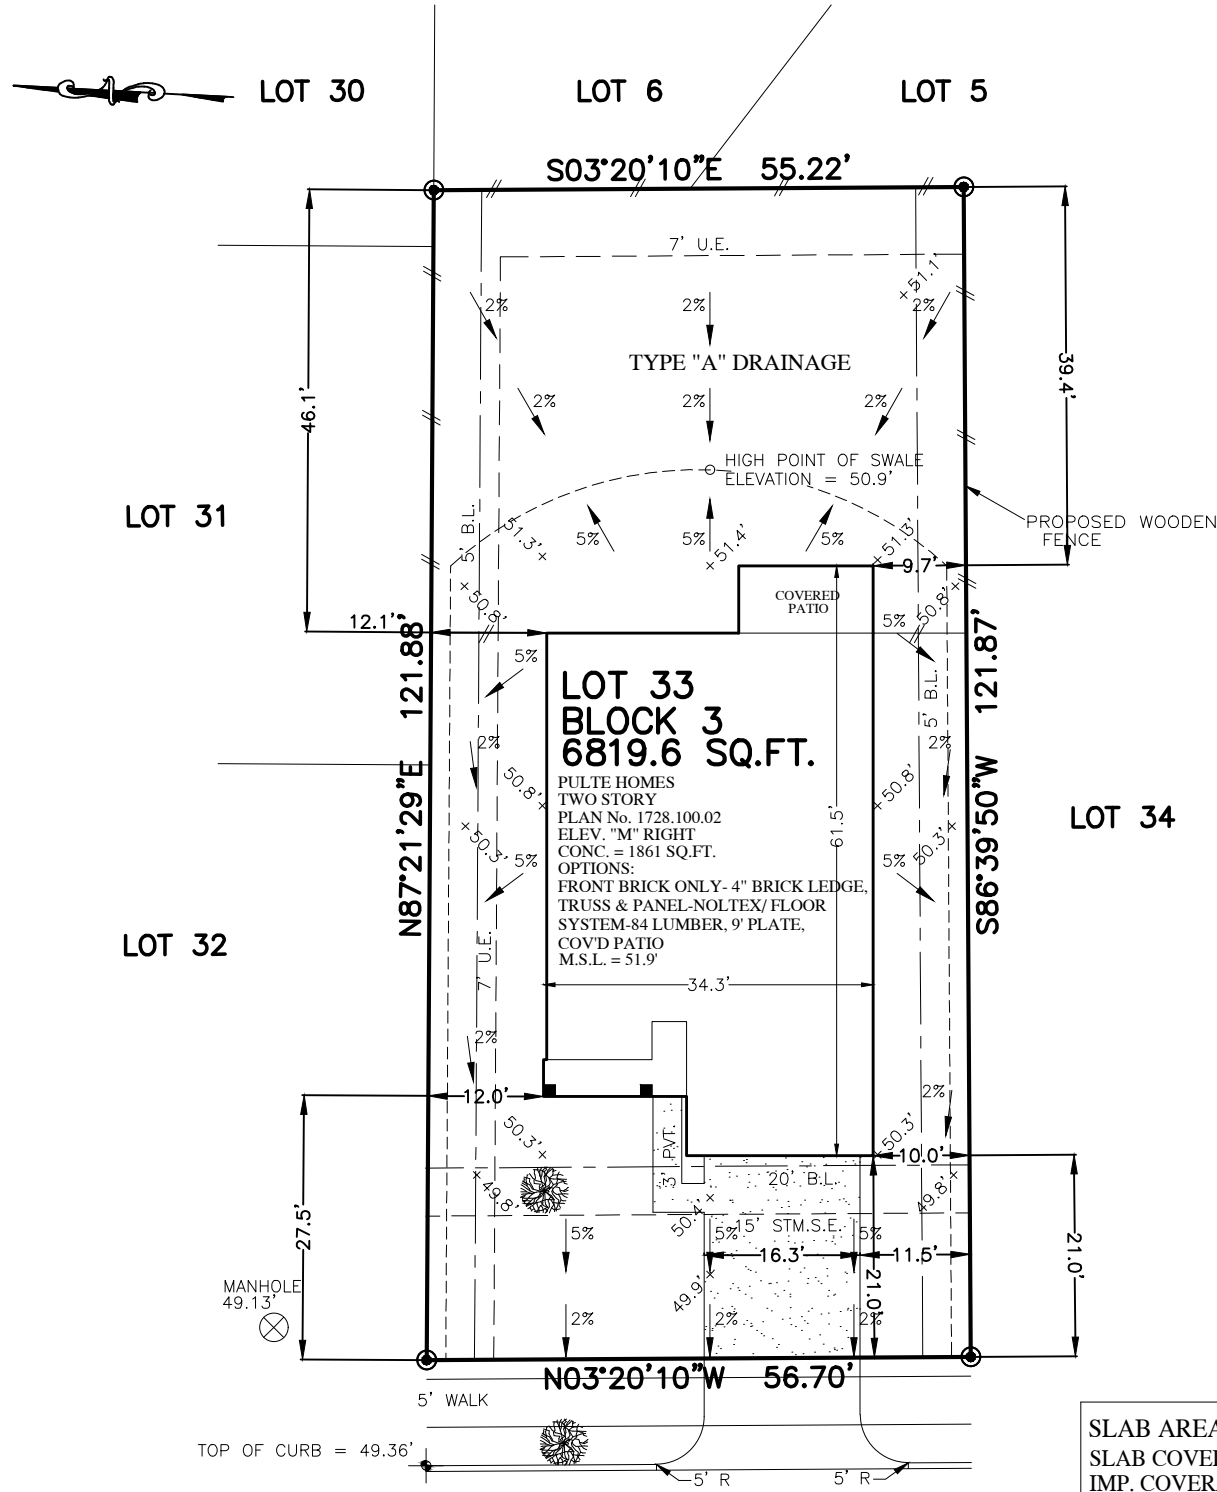 LOT 30
LOT 6
LOT 5
S03°20'10"E 55.22'
7' U.E.
51.1'
2%
2%
2%
TYPE "A" DRAINAGE
39.4'
46.1'
2%
2%
2%
HIGH POINT OF SWALE
ELEVATION = 50.9'
LOT 31
5' B.L.
51.3'
5%
5%
51.4'
5%
51.3'
PROPOSED WOODEN
FENCE
9.7'
50.8'
COVERED
PATIO
50.8'
12.1'
5%
5%
N87°21'29"E 121.88'
S86°39'50"W 121.87'
LOT 33
BLOCK 3
6819.6 SQ.FT.
5' B.L.
2%
2%
PULTE HOMES
TWO STORY
PLAN No. 1728.100.02
ELEV. "M" RIGHT
CONC. = 1861 SQ.FT.
OPTIONS:
FRONT BRICK ONLY- 4" BRICK LEDGE,
TRUSS & PANEL-NOLTEX/ FLOOR
SYSTEM-84 LUMBER, 9' PLATE,
COV'D PATIO
M.S.L. = 51.9'
50.8'
50.8'
61.5'
LOT 34
50.3'
50.3'
5%
5%
LOT 32
7' U.E.
34.3'
2%
12.0'
2%
50.3'
3' PVT.
50.3'
10.0'
49.8'
20' B.L.
49.8'
27.5'
50.4'
15' STM.S.E.
5%
5%
5%
16.3'
11.5'
21.0'
21.0'
MANHOLE
49.13'
49.9'
2%
2%
2%
N03°20'10"W 56.70'
5' WALK
TOP OF CURB = 49.36'
5' R
5' R
SLAB AREA
SLAB COVE
IMP. COVER